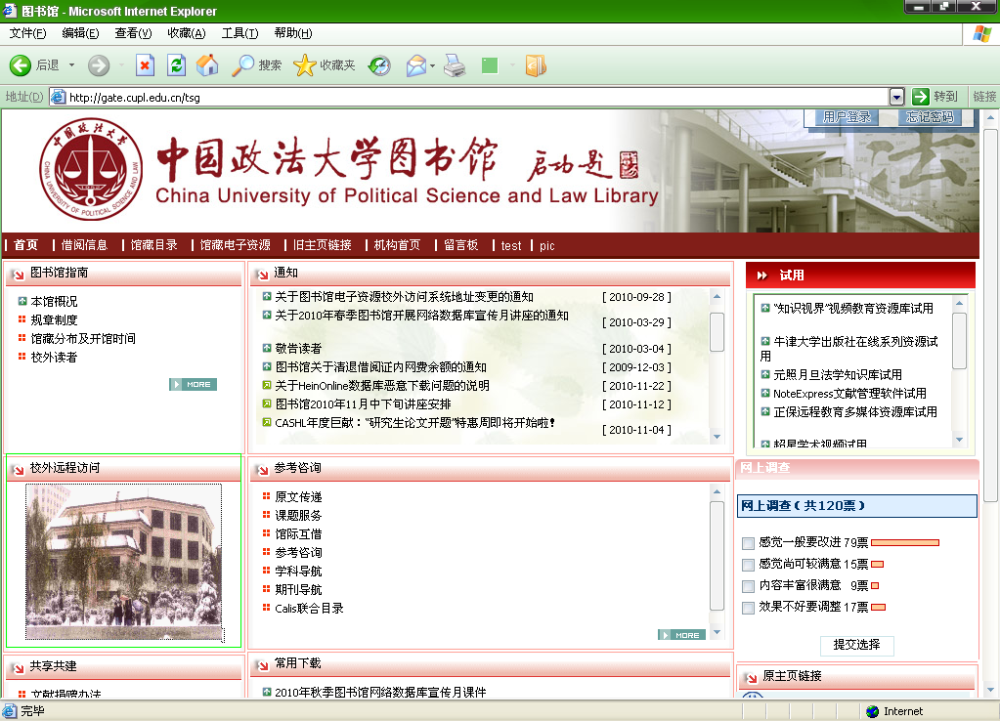 图书馆 - Microsoft Internet Explorer
文件(F) 编辑(E) 查看(V) 收藏(A) 工具(T) 帮助(H)
后退 搜索 收藏夹
地址(D) http://gate.cupl.edu.cn/tsg 转到 链接
用户登录 忘记密码
中国政法大学
CHINA UNIVERSITY OF POLITICAL SCIENCE AND LAW
中国政法大学图书馆 启功题
China University of Political Science and Law Library
法
首页 借阅信息 馆藏目录 馆藏电子资源 旧主页链接 机构首页 留言板 test pic
图书馆指南
本馆概况
规章制度
馆藏分布及开馆时间
校外读者
MORE
通知
关于图书馆电子资源校外访问系统地址变更的通知 [ 2010-09-28 ]
关于2010年春季图书馆开展网络数据库宣传月讲座的通知 [ 2010-03-29 ]
敬告读者 [ 2010-03-04 ]
图书馆关于清退借阅证内网费余额的通知 [ 2009-12-03 ]
关于HeinOnline数据库恶意下载问题的说明 [ 2010-11-22 ]
图书馆2010年11月中下旬讲座安排 [ 2010-11-12 ]
CASHL年度巨献：“研究生论文开题”特惠周即将开始啦！ [ 2010-11-04 ]
试用
“知识视界”视频教育资源库试用
牛津大学出版社在线系列资源试
用
元照月旦法学知识库试用
NoteExpress文献管理软件试用
正保远程教育多媒体资源库试用
超星学术视频试用
校外远程访问
参考咨询
原文传递
课题服务
馆际互借
参考咨询
学科导航
期刊导航
Calis联合目录
MORE
网上调查
网上调查（共120票）
感觉一般要改进 79票
感觉尚可较满意 15票
内容丰富很满意 9票
效果不好要调整 17票
提交选择
共享共建
文献捐赠办法
常用下载
2010年秋季图书馆网络数据库宣传月课件
原主页链接
完毕 Internet